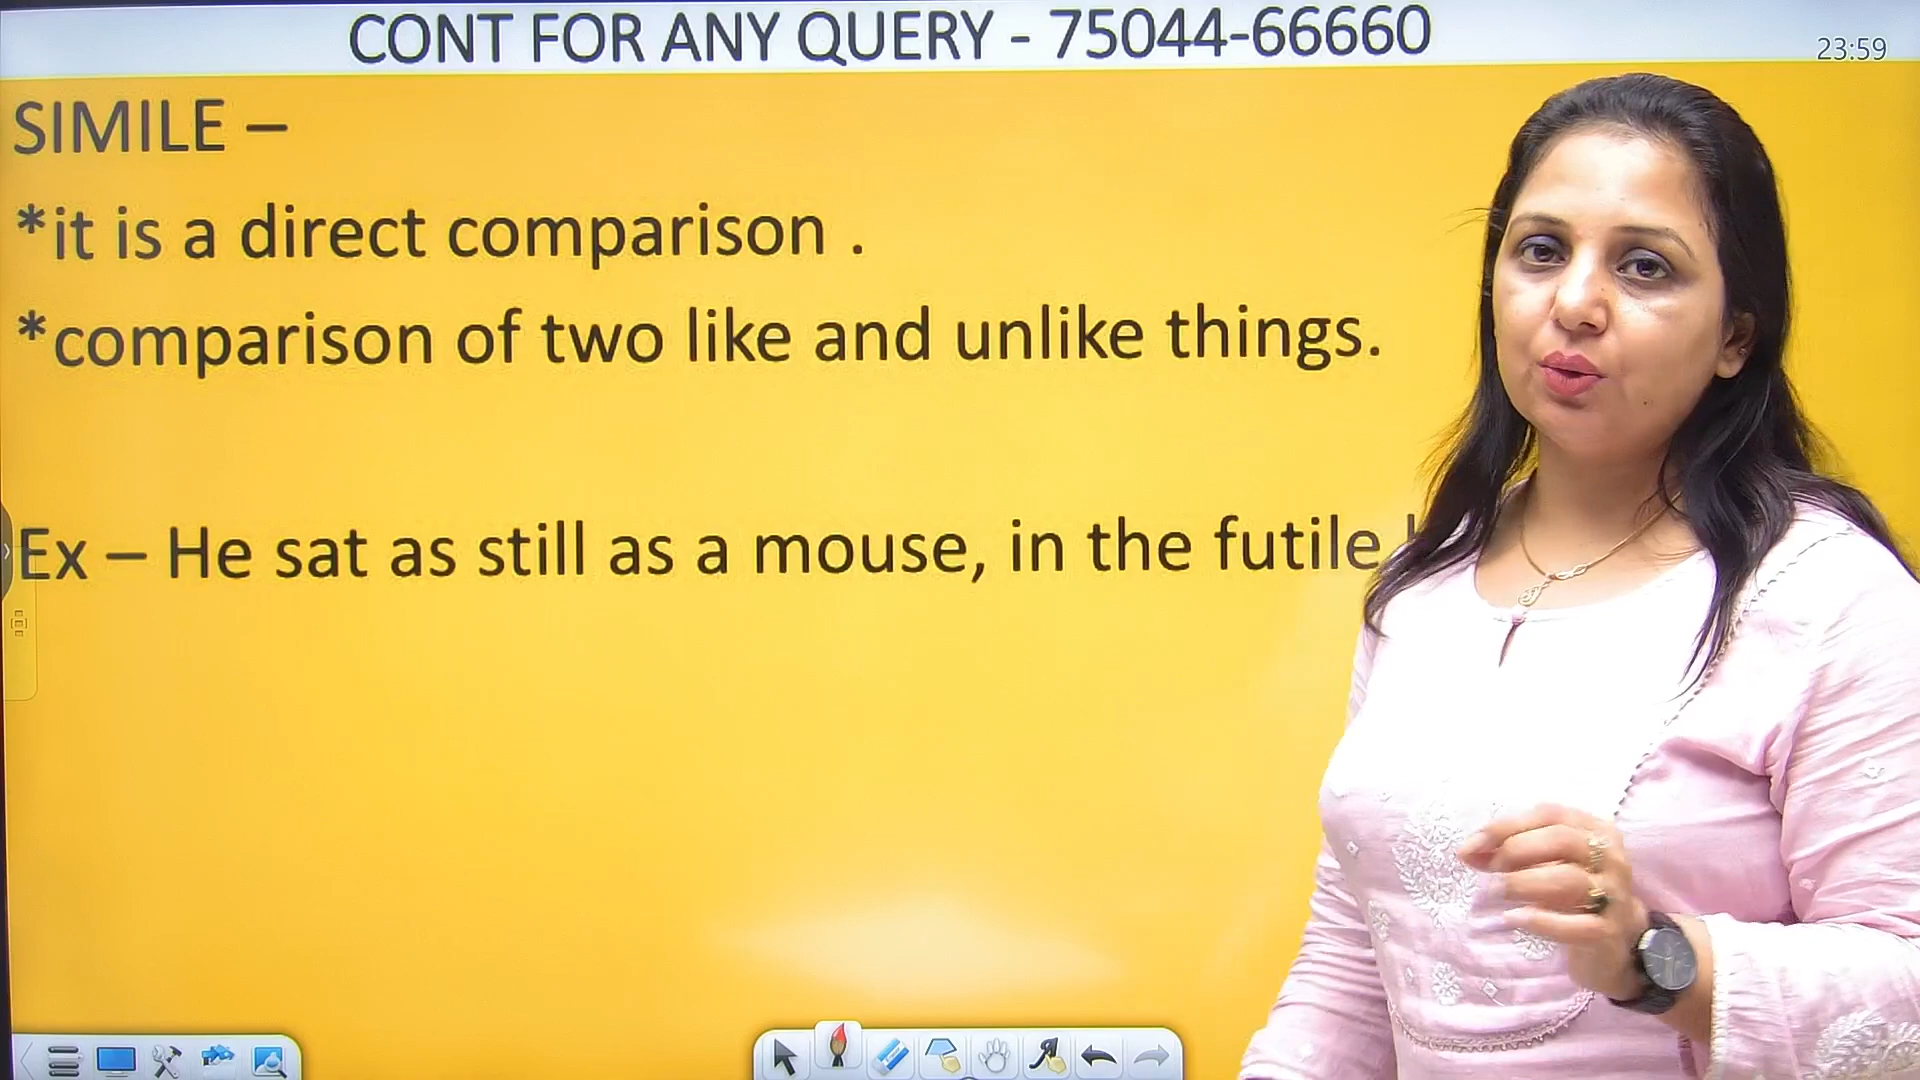 CONT FOR ANY QUERY - 75044-66660
23:59
SIMILE –
*it is a direct comparison .
*comparison of two like and unlike things.
Ex – He sat as still as a mouse, in the futile